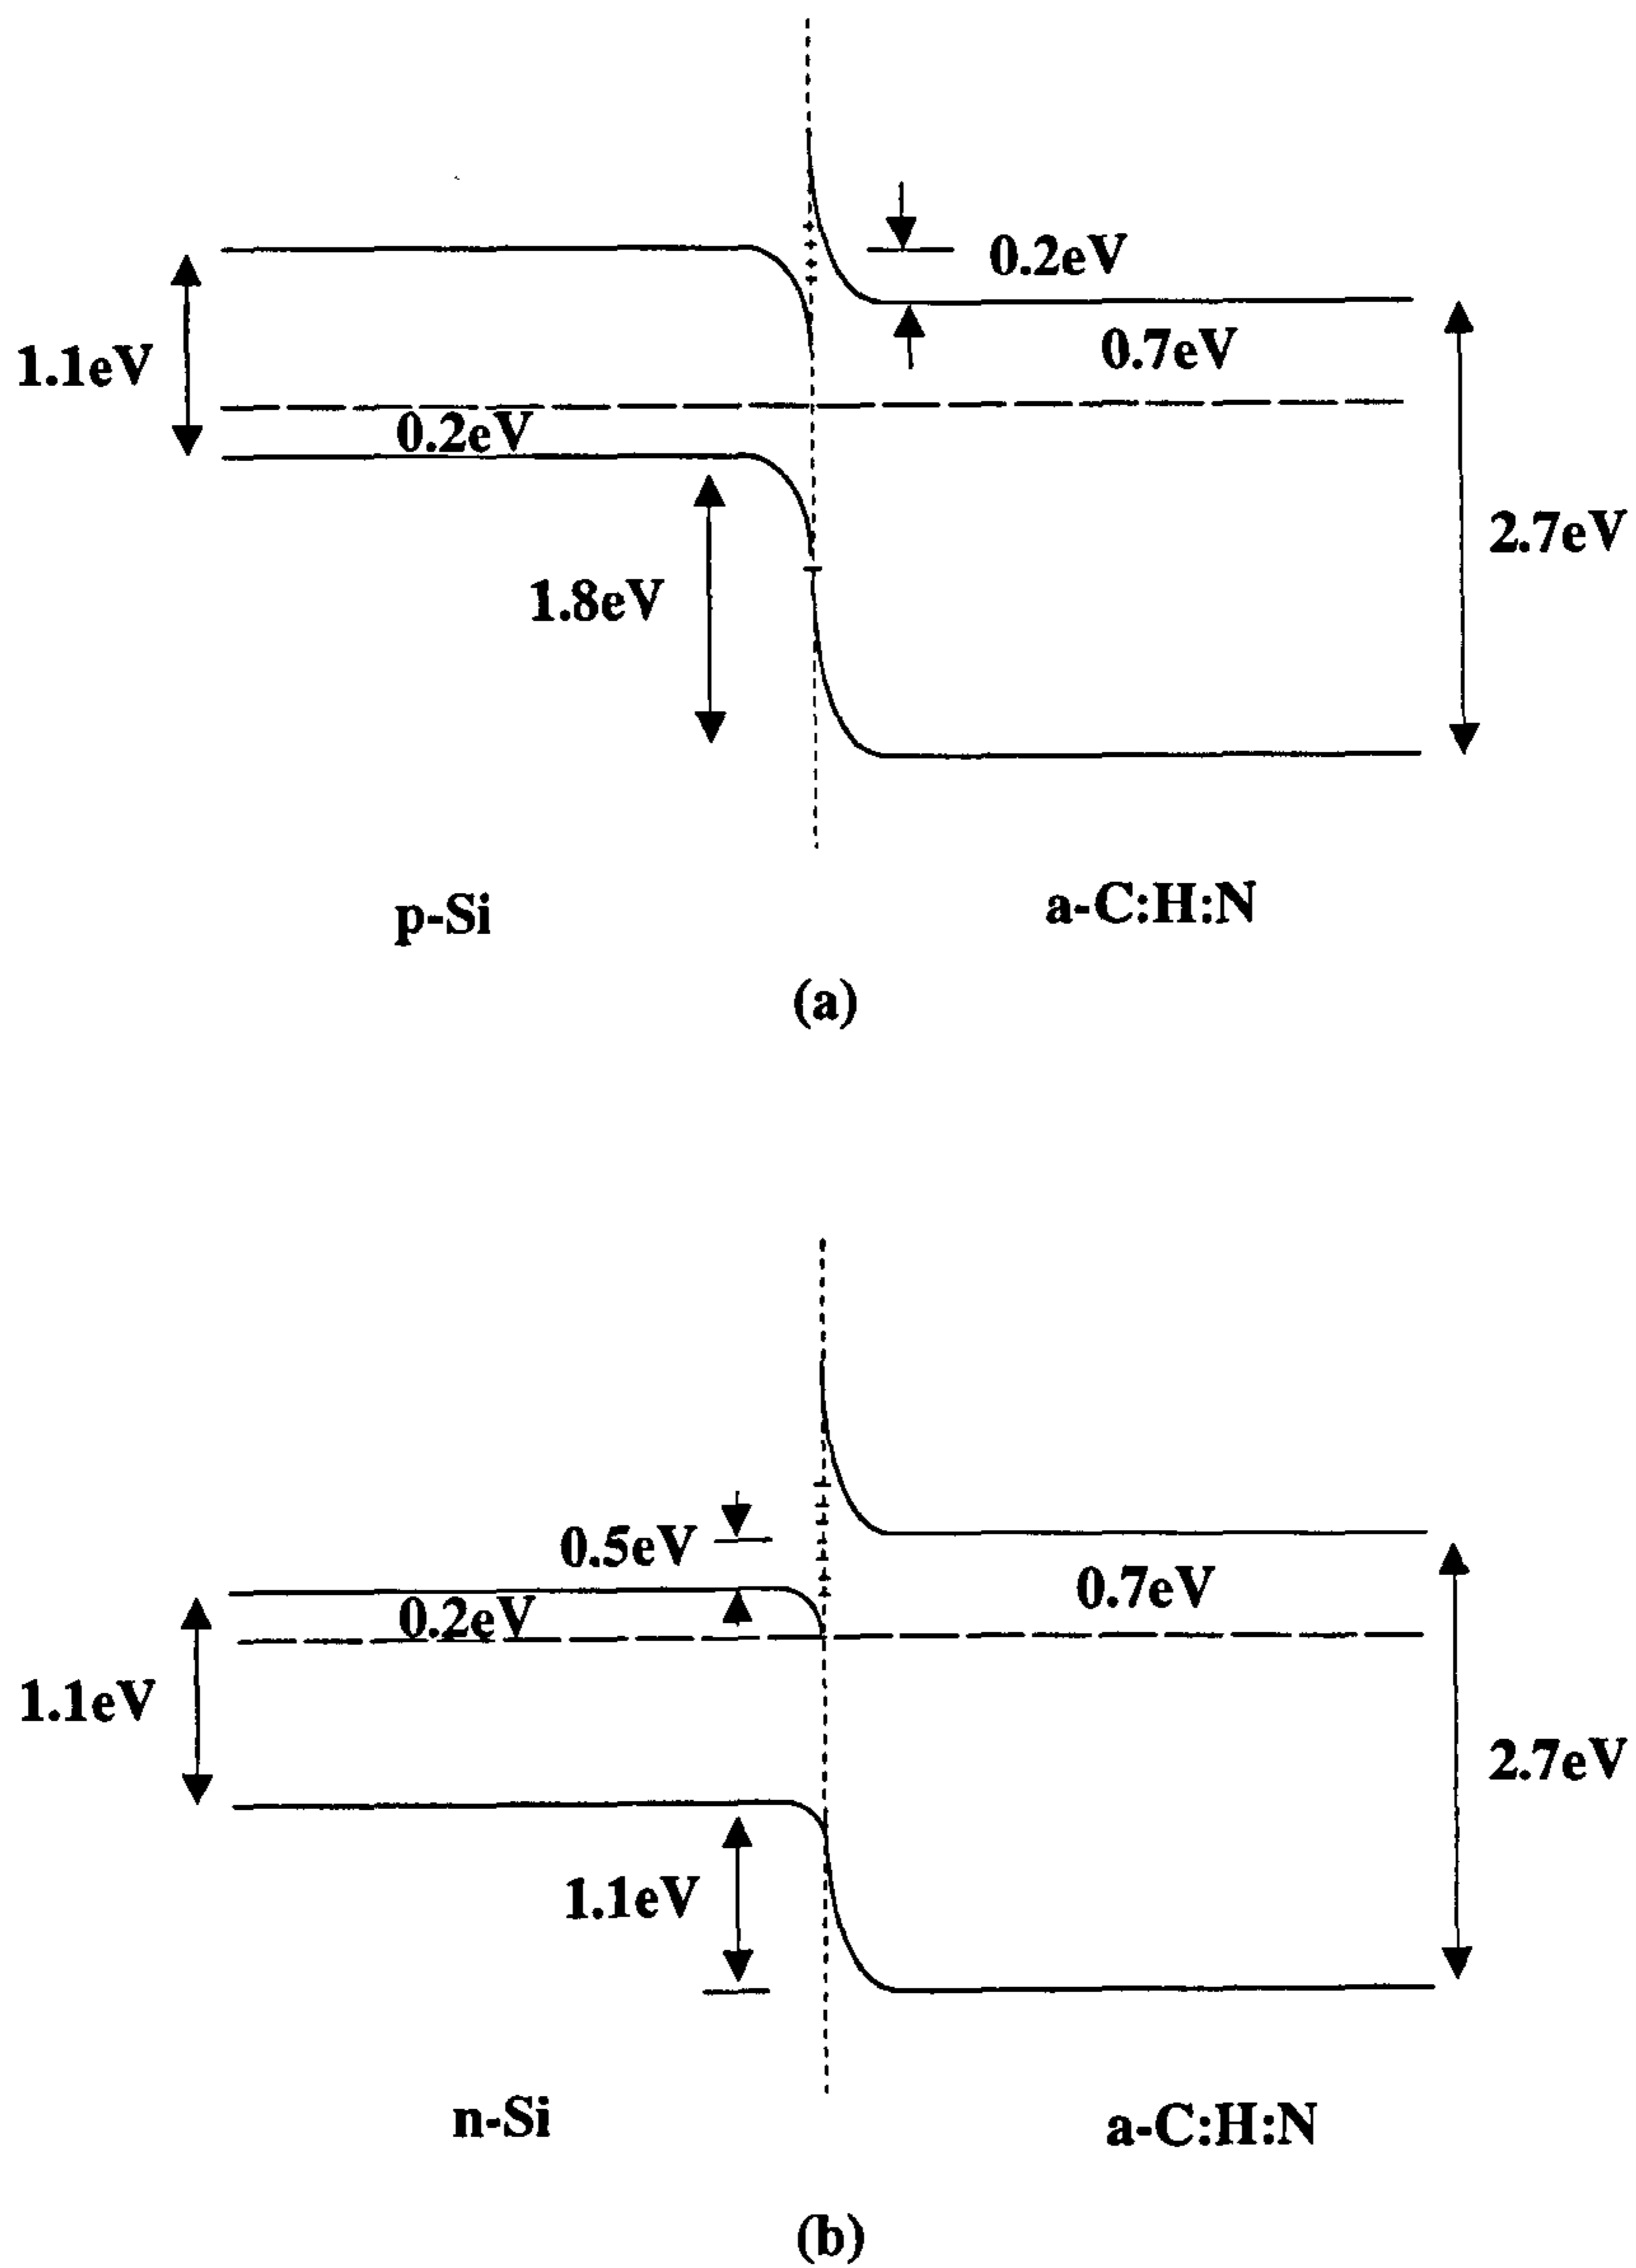 0.2eV
1.1eV
0.7eV
0.2eV
2.7eV
1.8eV
p-Si
a-C:H:N
(a)
0.5eV
0.7eV
0.2eV
1.1eV
2.7eV
1.1eV
n-Si
a-C:H:N
(b)